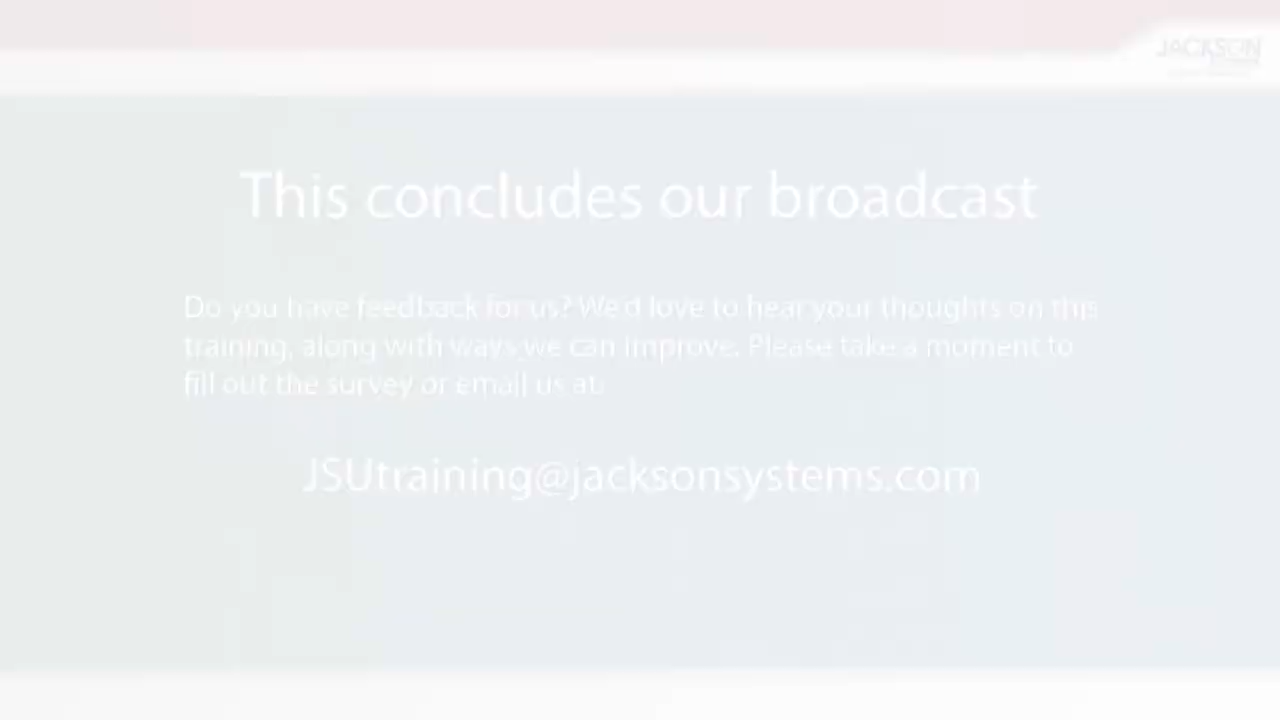 JACKSON
This concludes our broadcast
Do you have feedback for us? We'd love to hear your thoughts on this
training, along with ways we can improve. Please take a moment to
fill out the survey or email us at:
JSUtraining@jacksonsystems.com